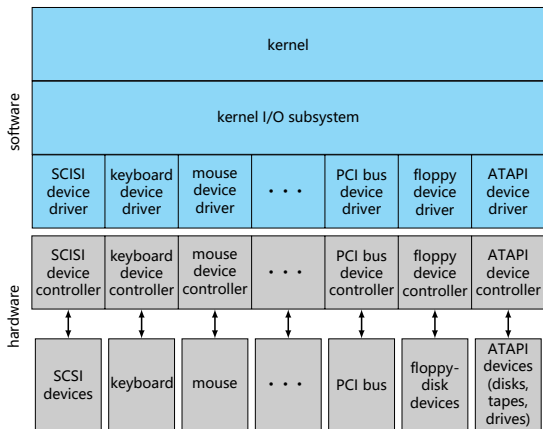 kernel
kernel I/O subsystem
software
SCISI
device
driver
keyboard
device
driver
mouse
device
driver
• • •
PCI bus
device
driver
floppy
device
driver
ATAPI
device
driver
hardware
SCISI
device
controller
keyboard
device
controller
mouse
device
controller
• • •
PCI bus
device
controller
floppy
device
controller
ATAPI
device
controller
SCSI
devices
keyboard
mouse
• • •
PCI bus
floppy-
disk
devices
ATAPI
devices
(disks,
tapes,
drives)